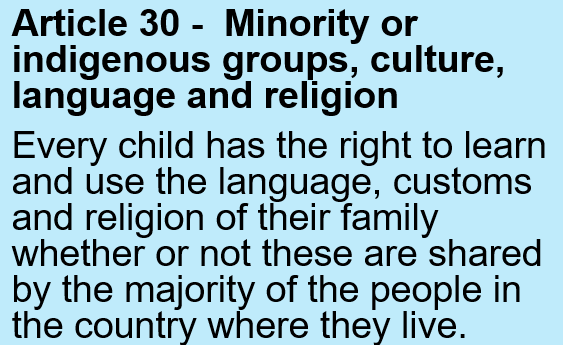 Article 30 -  Minority or
indigenous groups, culture,
language and religion
Every child has the right to learn
and use the language, customs
and religion of their family
whether or not these are shared
by the majority of the people in
the country where they live.